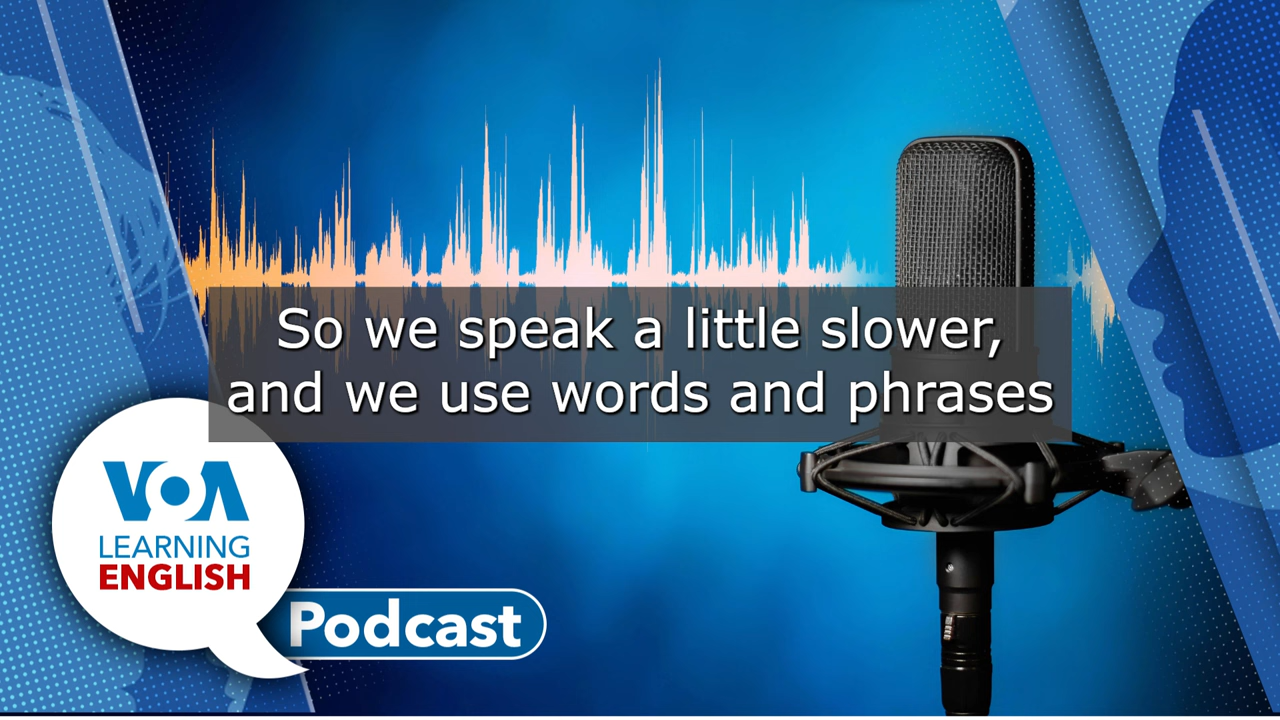 So we speak a little slower,
and we use words and phrases
VOA
LEARNING
ENGLISH
Podcast